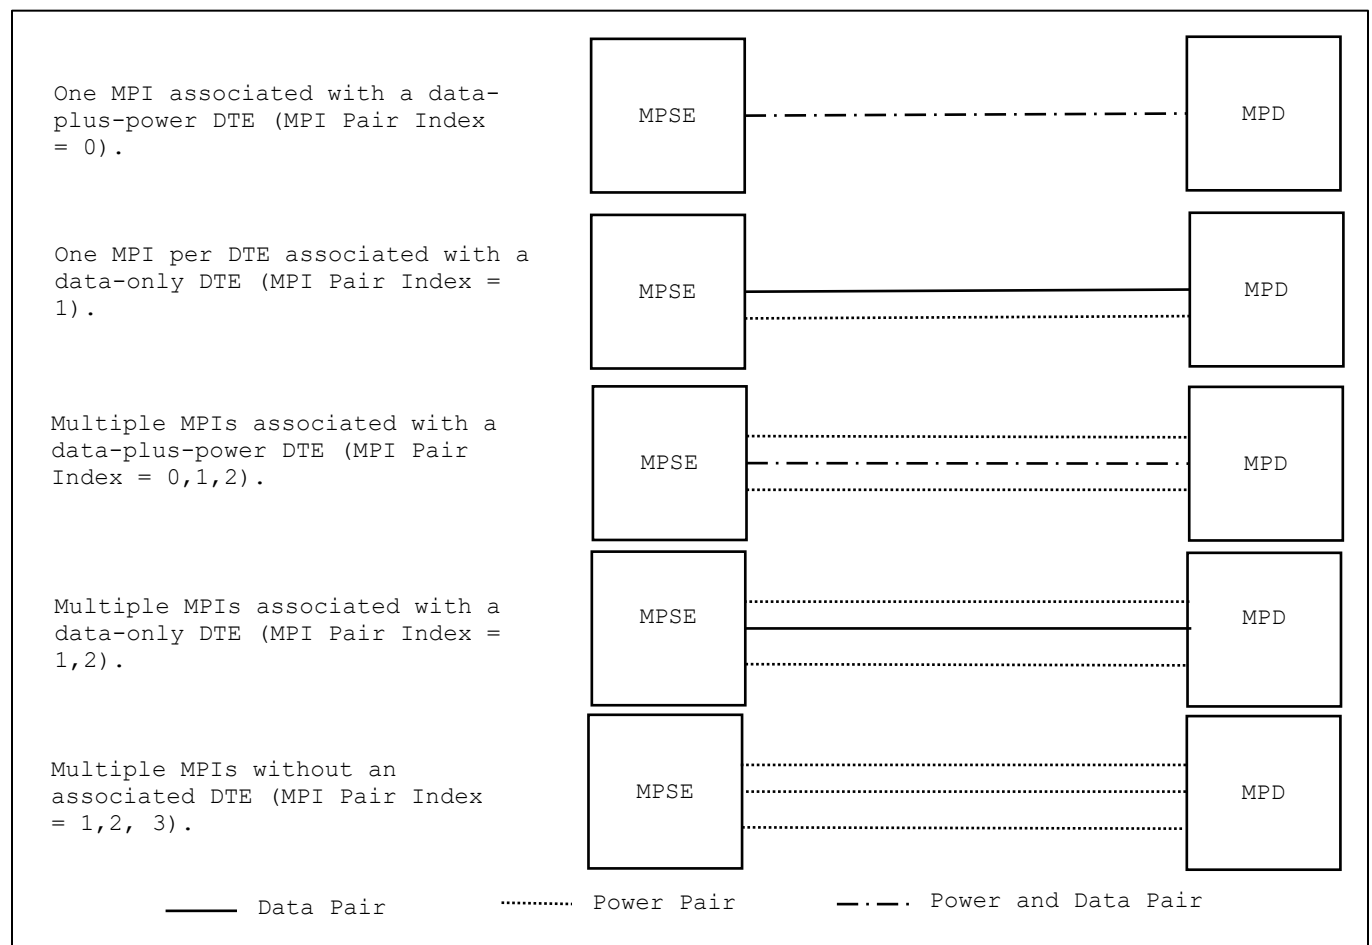 One MPI associated with a data-
plus-power DTE (MPI Pair Index
= 0).
MPSE
MPD
One MPI per DTE associated with a
data-only DTE (MPI Pair Index =
1).
MPSE
MPD
Multiple MPIs associated with a
data-plus-power DTE (MPI Pair
Index = 0,1,2).
MPSE
MPD
Multiple MPIs associated with a
data-only DTE (MPI Pair Index =
1,2).
MPSE
MPD
Multiple MPIs without an
associated DTE (MPI Pair Index
= 1,2, 3).
MPSE
MPD
Data Pair
Power Pair
Power and Data Pair